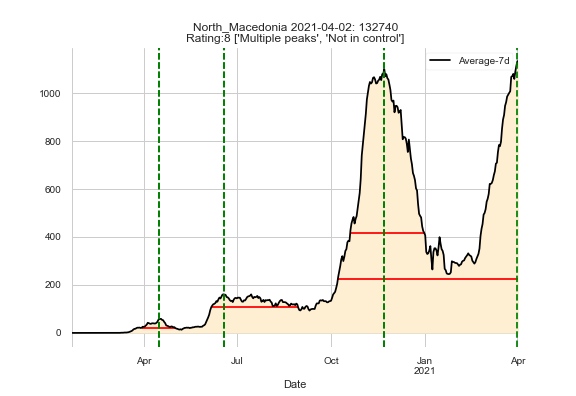 North_Macedonia 2021-04-02: 132740
Rating:8 ['Multiple peaks', 'Not in control']
Average-7d
1000
800
600
400
200
0
Apr
Jul
Oct
Jan
2021
Apr
Date